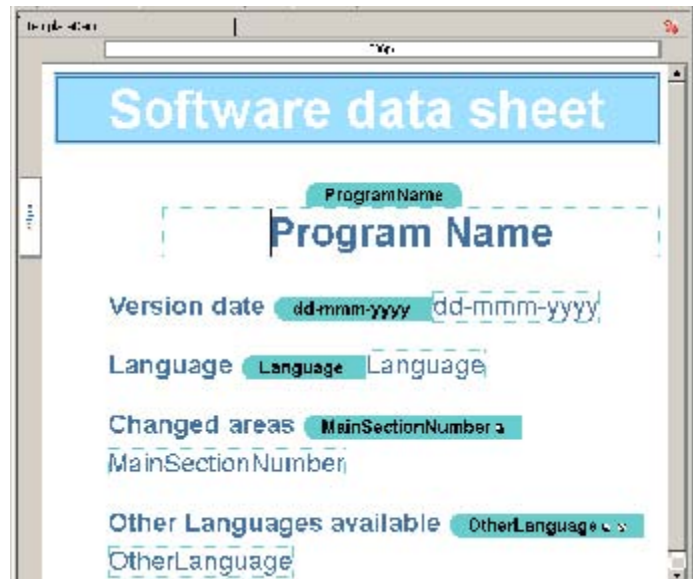 Software data sheet
ProgramName
Program Name
Version date dd-mmm-yyyy dd-mmm-yyyy
Language Language Language
Changed areas MainSectionNumber
MainSectionNumber
Other Languages available OtherLanguage
OtherLanguage